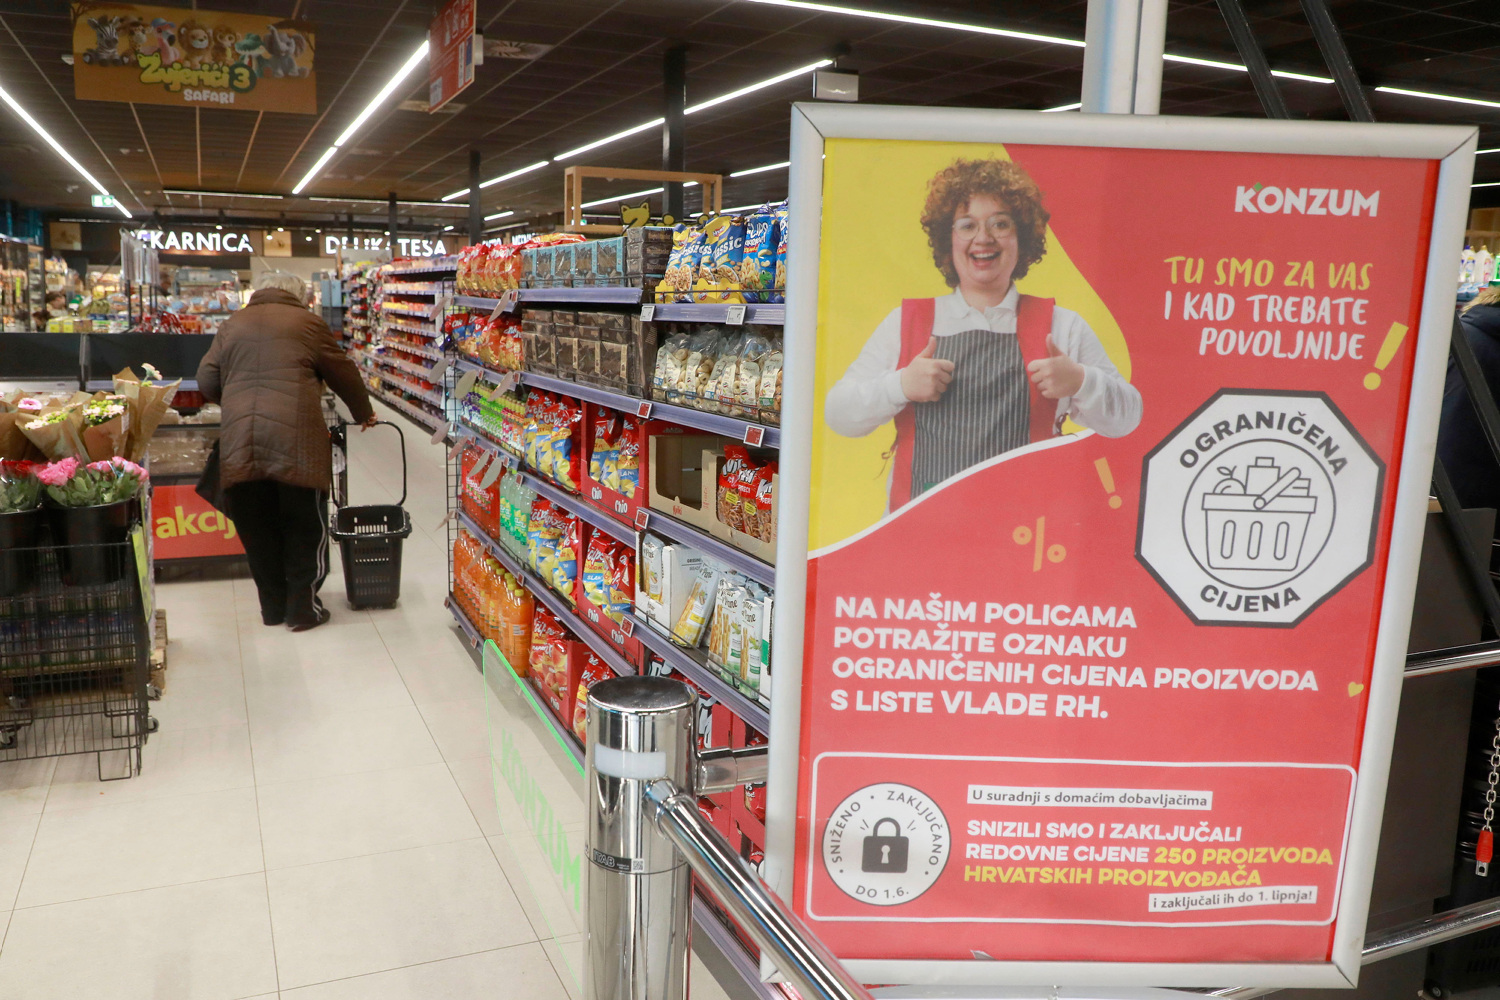 Zvjerići 3
SAFARI
EKARNICA
DELIKATESA
akcij
KONZUM
KONZUM
TU SMO ZA VAS
I KAD TREBATE
POVOLJNIJE
OGRANIČENA
CIJENA
%
NA NAŠIM POLICAMA
POTRAŽITE OZNAKU
OGRANIČENIH CIJENA PROIZVODA
S LISTE VLADE RH.
SNIŽENO • ZAKLJUČANO
DO 1.6.
U suradnji s domaćim dobavljačima
SNIZILI SMO I ZAKLJUČALI
REDOVNE CIJENE 250 PROIZVODA
HRVATSKIH PROIZVOĐAČA
i zaključali ih do 1. lipnja!